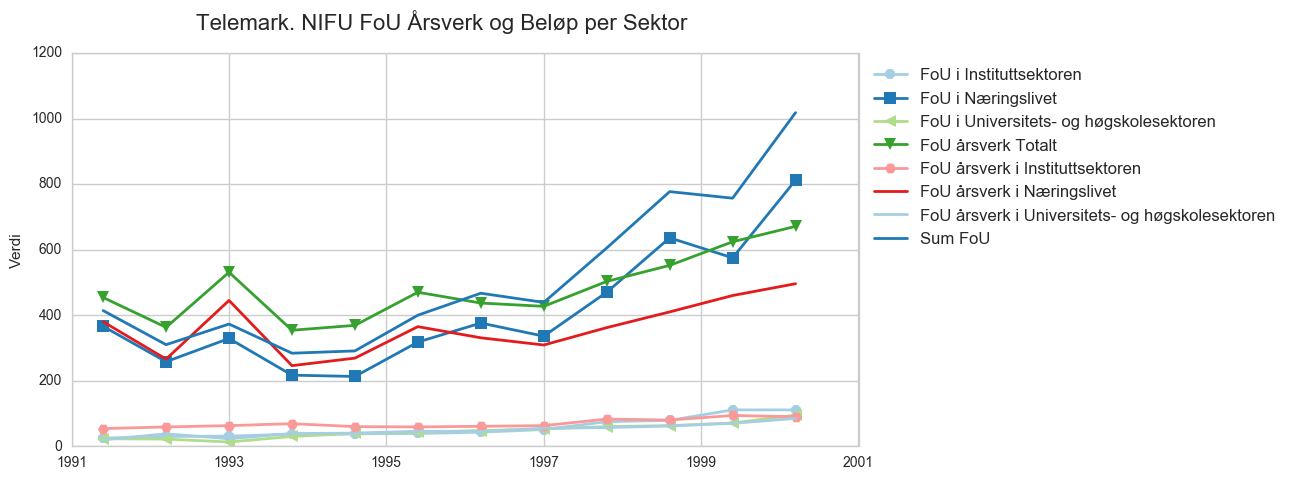 Telemark. NIFU FoU Årsverk og Beløp per Sektor
1200
1000
800
600
400
200
0
Verdi
1991
1993
1995
1997
1999
2001
FoU i Instituttsektoren
FoU i Næringslivet
FoU i Universitets- og høgskolesektoren
FoU årsverk Totalt
FoU årsverk i Instituttsektoren
FoU årsverk i Næringslivet
FoU årsverk i Universitets- og høgskolesektoren
Sum FoU